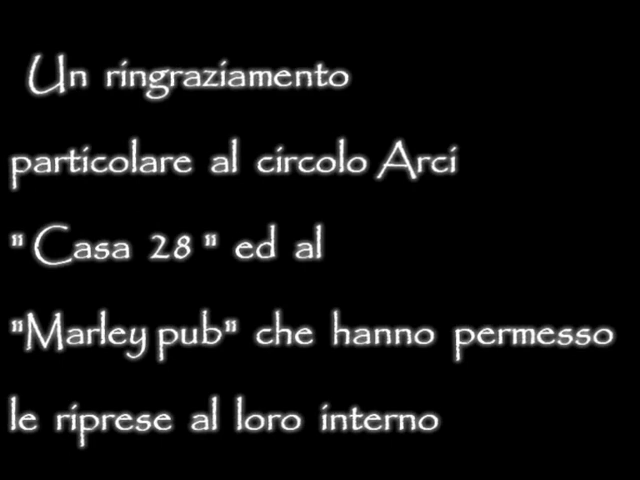 Un ringraziamento
particolare al circolo Arci
" Casa 28 " ed al
"Marley pub" che hanno permesso
le riprese al loro interno